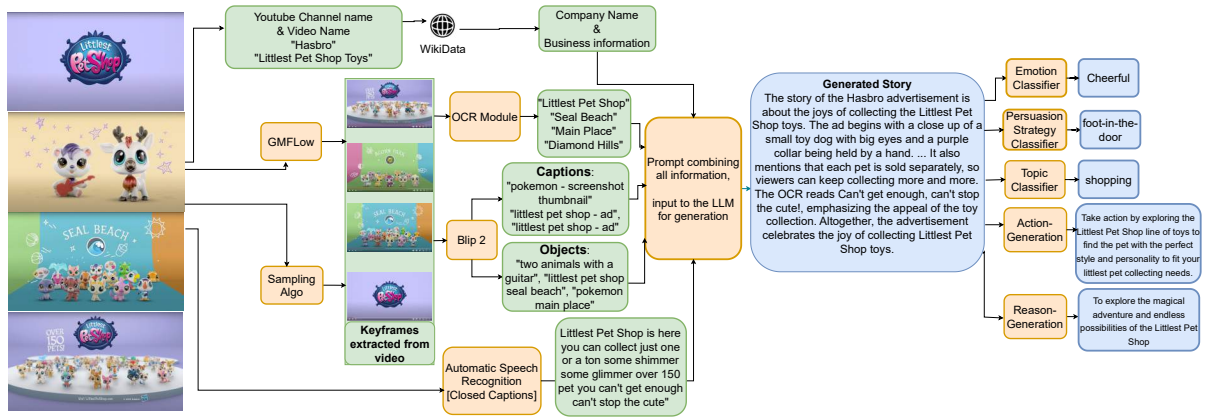 Littlest
Pet Shop
SEAL BEACH
OVER
150
PETS!
Littlest
Pet Shop
Youtube Channel name
& Video Name
"Hasbro"
"Littlest Pet Shop Toys"
WikiData
Company Name
&
Business information
GMFLow
Sampling
Algo
Keyframes
extracted from
video
OCR Module
"Littlest Pet Shop"
"Seal Beach"
"Main Place"
"Diamond Hills"
Blip 2
Captions:
"pokemon - screenshot
thumbnail"
"littlest pet shop - ad",
"littlest pet shop - ad"
Objects:
"two animals with a
guitar", "littlest pet shop
seal beach", "pokemon
main place"
Automatic Speech
Recognition
[Closed Captions]
Littlest Pet Shop is here
you can collect just one
or a ton some shimmer
some glimmer over 150
pet you can't get enough
can't stop the cute"
Prompt combining
all information,
input to the LLM
for generation
Generated Story
The story of the Hasbro advertisement is
about the joys of collecting the Littlest Pet
Shop toys. The ad begins with a close up of a
small toy dog with big eyes and a purple
collar being held by a hand. ... It also
mentions that each pet is sold separately, so
viewers can keep collecting more and more.
The OCR reads Can't get enough, can't stop
the cute!, emphasizing the appeal of the toy
collection. Altogether, the advertisement
celebrates the joy of collecting Littlest Pet
Shop toys.
Emotion
Classifier
Cheerful
Persuasion
Strategy
Classifier
foot-in-the-
door
Topic
Classifier
shopping
Action-
Generation
Take action by exploring the
Littlest Pet Shop line of toys to
find the pet with the perfect
style and personality to fit your
littlest pet collecting needs.
Reason-
Generation
To explore the magical
adventure and endless
possibilities of the Littlest Pet
Shop